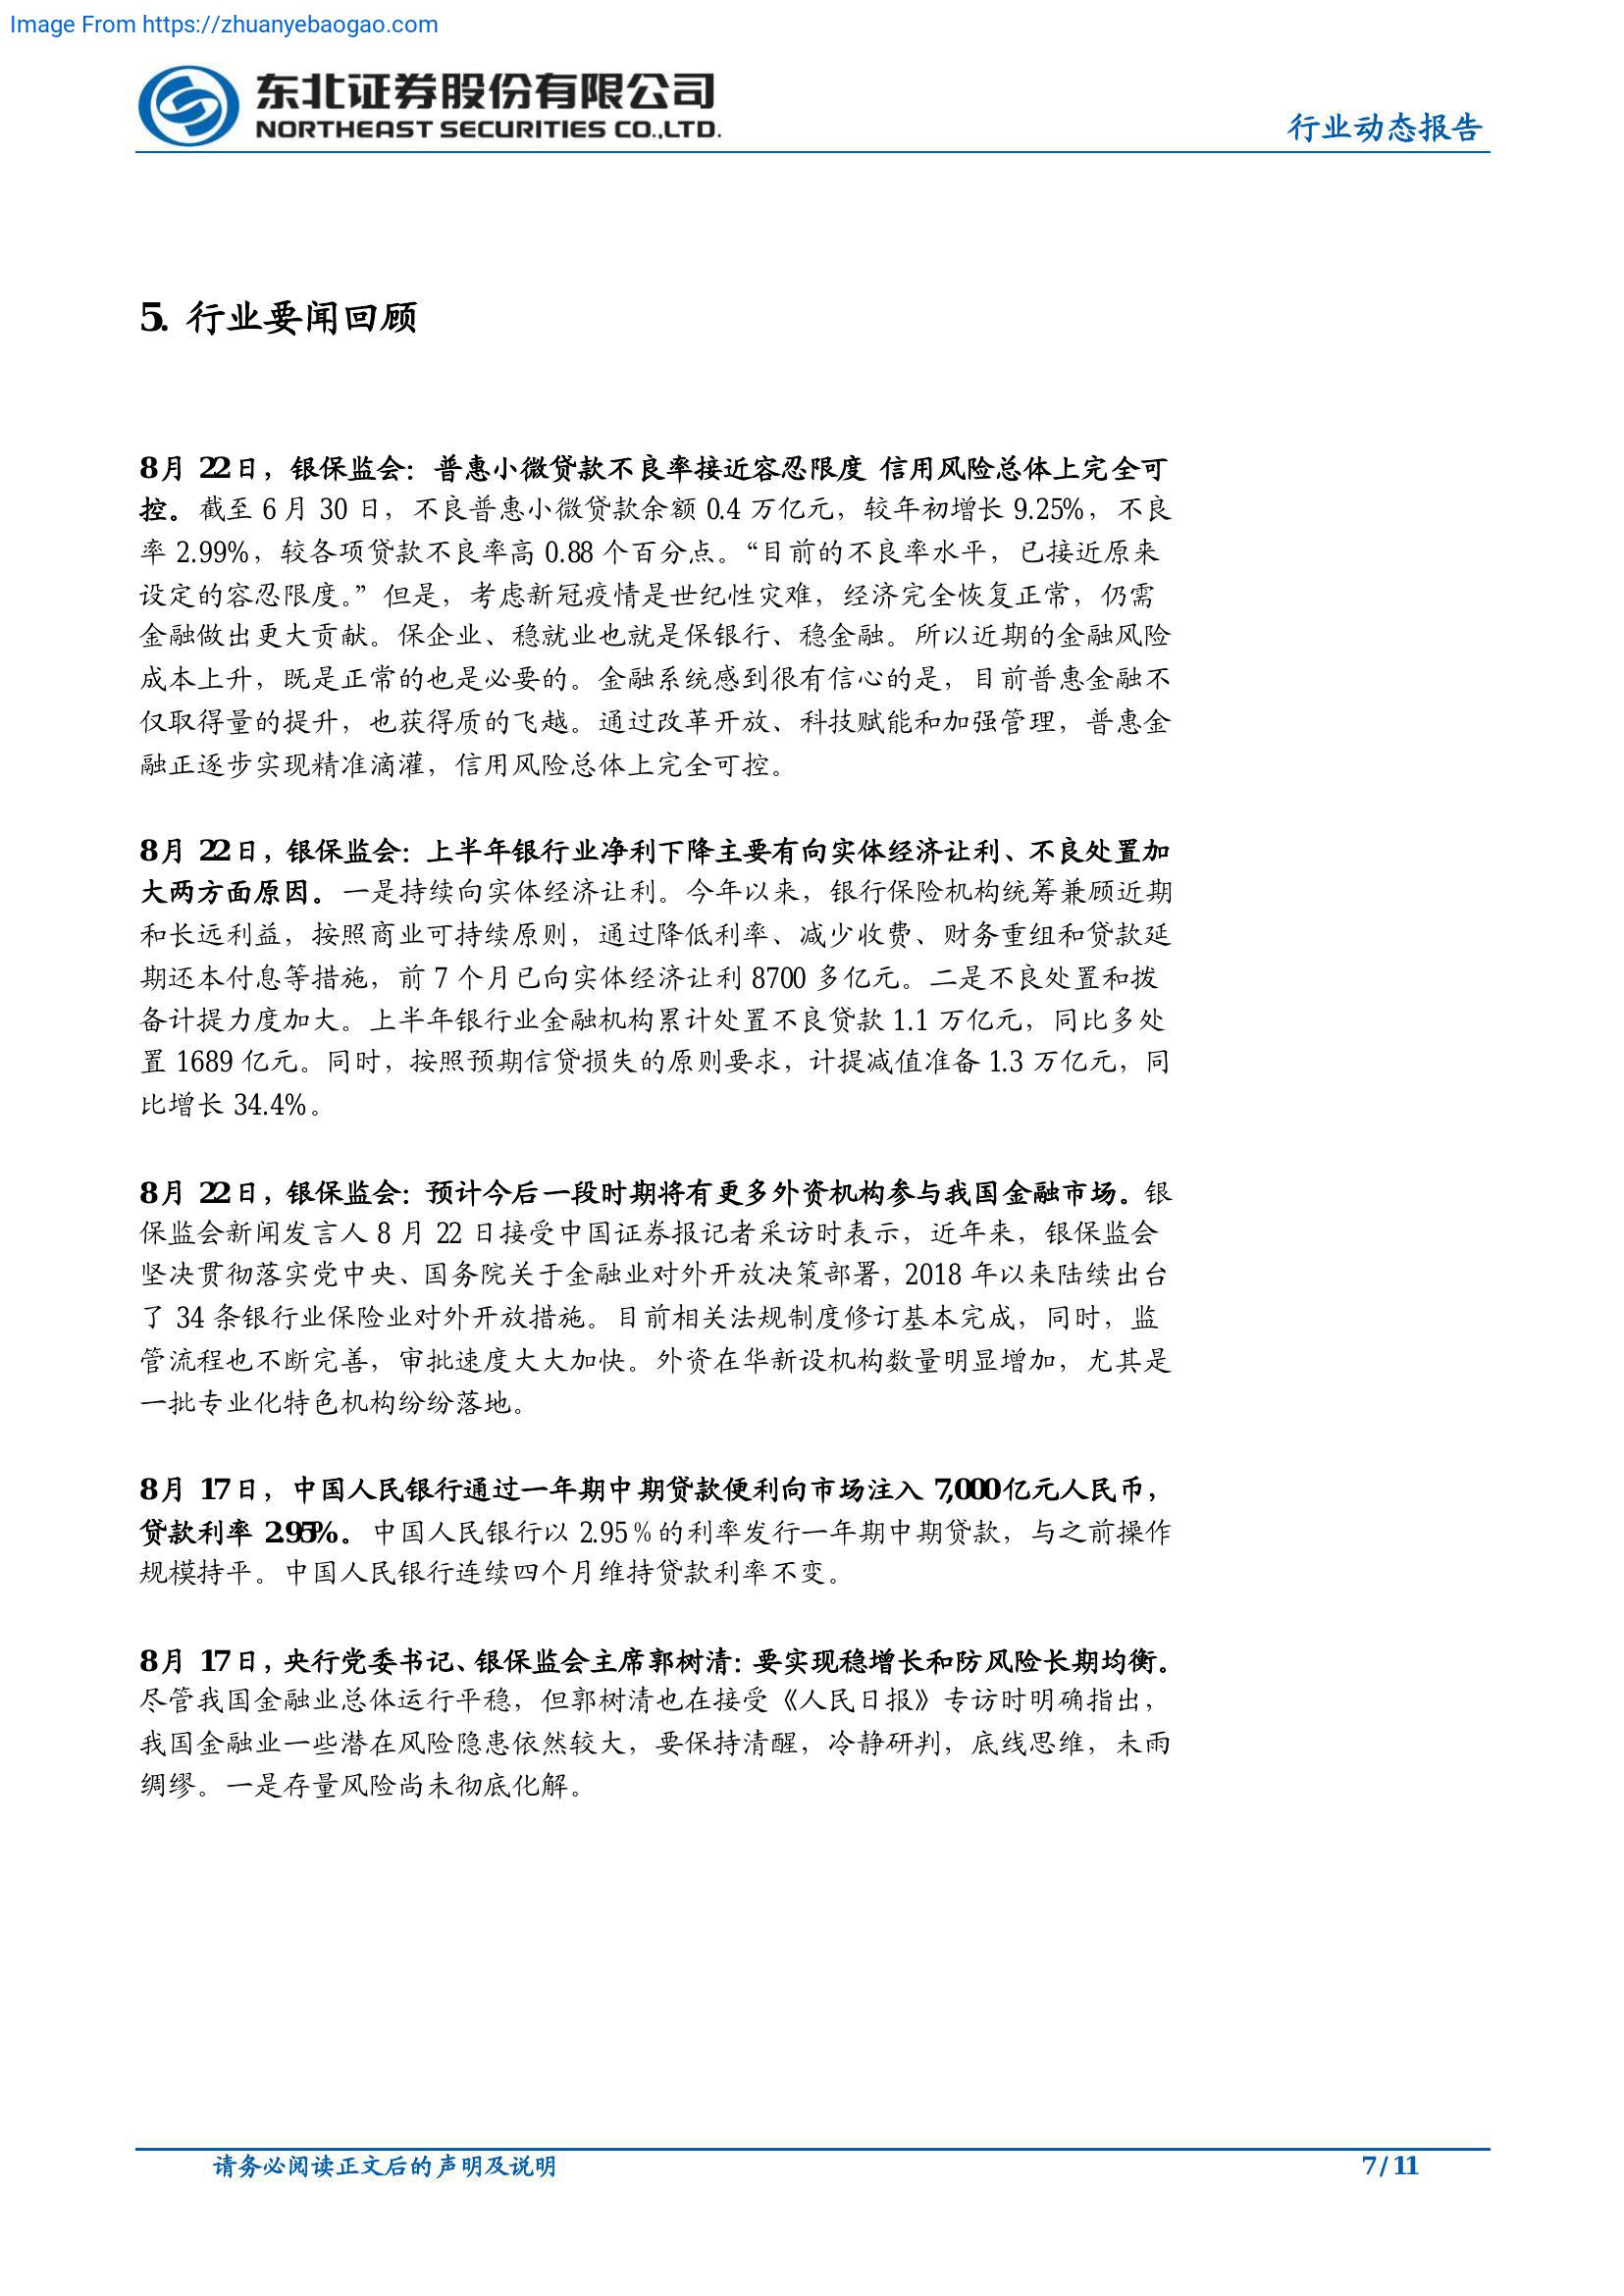 Image From https://zhuanyebaogao.com
东北证券股份有限公司
NORTHEAST SECURITIES CO.,LTD.
行业动态报告
5. 行业要闻回顾
8月 22日，银保监会：普惠小微贷款不良率接近容忍限度 信用风险总体上完全可
控。截至 6 月 30 日，不良普惠小微贷款余额 0.4 万亿元，较年初增长 9.25%，不良
率 2.99%，较各项贷款不良率高 0.88 个百分点。“目前的不良率水平，已接近原来
设定的容忍限度。”但是，考虑新冠疫情是世纪性灾难，经济完全恢复正常，仍需
金融做出更大贡献。保企业、稳就业也就是保银行、稳金融。所以近期的金融风险
成本上升，既是正常的也是必要的。金融系统感到很有信心的是，目前普惠金融不
仅取得量的提升，也获得质的飞越。通过改革开放、科技赋能和加强管理，普惠金
融正逐步实现精准滴灌，信用风险总体上完全可控。
8月 22日，银保监会：上半年银行业净利下降主要有向实体经济让利、不良处置加
大两方面原因。一是持续向实体经济让利。今年以来，银行保险机构统筹兼顾近期
和长远利益，按照商业可持续原则，通过降低利率、减少收费、财务重组和贷款延
期还本付息等措施，前 7 个月已向实体经济让利 8700 多亿元。二是不良处置和拨
备计提力度加大。上半年银行业金融机构累计处置不良贷款 1.1 万亿元，同比多处
置 1689 亿元。同时，按照预期信贷损失的原则要求，计提减值准备 1.3 万亿元，同
比增长 34.4%。
8月 22日，银保监会：预计今后一段时期将有更多外资机构参与我国金融市场。银
保监会新闻发言人 8 月 22 日接受中国证券报记者采访时表示，近年来，银保监会
坚决贯彻落实党中央、国务院关于金融业对外开放决策部署，2018 年以来陆续出台
了 34 条银行业保险业对外开放措施。目前相关法规制度修订基本完成，同时，监
管流程也不断完善，审批速度大大加快。外资在华新设机构数量明显增加，尤其是
一批专业化特色机构纷纷落地。
8月 17日，中国人民银行通过一年期中期贷款便利向市场注入 7,000亿元人民币，
贷款利率 2.95%。中国人民银行以 2.95％的利率发行一年期中期贷款，与之前操作
规模持平。中国人民银行连续四个月维持贷款利率不变。
8月 17日，央行党委书记、银保监会主席郭树清：要实现稳增长和防风险长期均衡。
尽管我国金融业总体运行平稳，但郭树清也在接受《人民日报》专访时明确指出，
我国金融业一些潜在风险隐患依然较大，要保持清醒，冷静研判，底线思维，未雨
绸缪。一是存量风险尚未彻底化解。
请务必阅读正文后的声明及说明
7 / 11